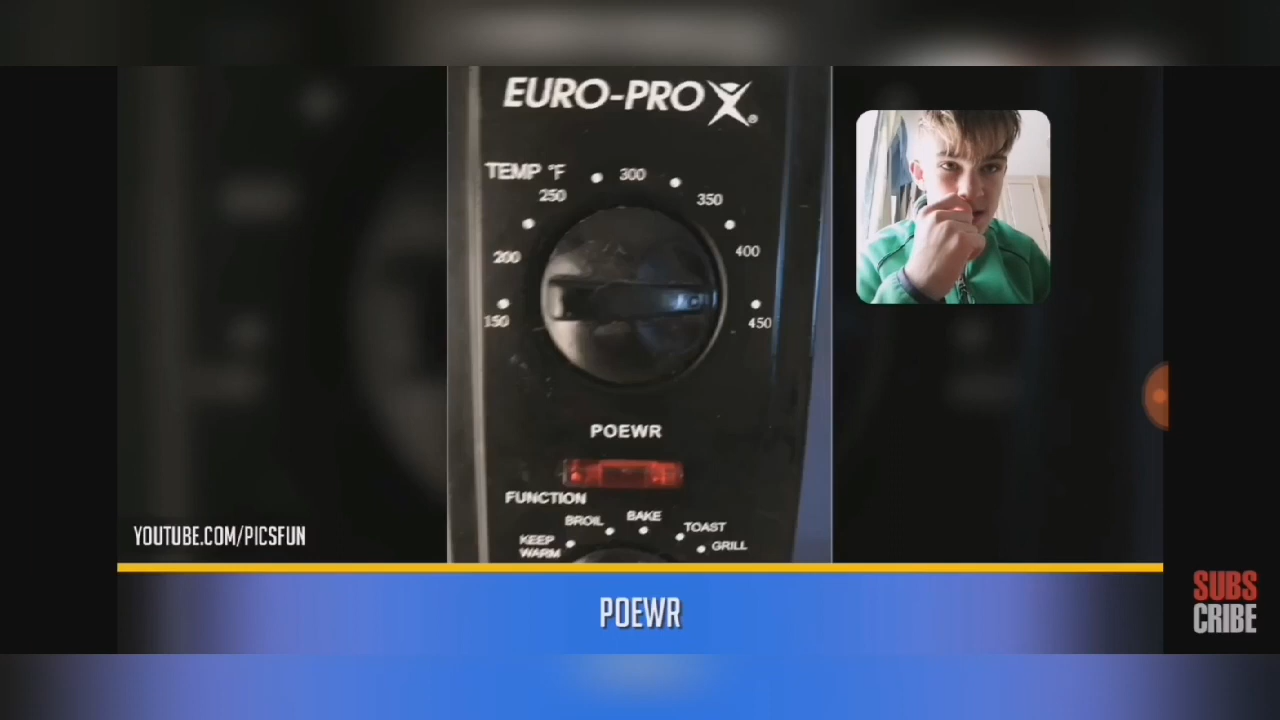 EURO-PRO X®
TEMP °F
150
200
250
300
350
400
450
POEWR
FUNCTION
KEEP
WARM
BROIL
BAKE
TOAST
GRILL
YOUTUBE.COM/PICSFUN
POEWR
SUBS
CRIBE